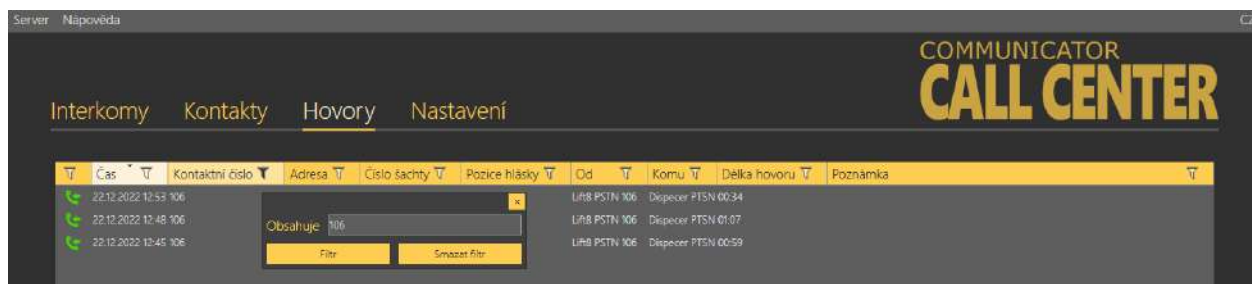 Server Nápověda CZ
COMMUNICATOR
CALL CENTER
Interkomy Kontakty Hovory Nastavení
Čas Kontaktní číslo Adresa Číslo šachty Pozice hlásky Od Komu Délka hovoru Poznámka
22.12.2022 12:53 106 Lift8 PSTN 106 Dispecer PTSN 00:34
22.12.2022 12:48 106 Lift8 PSTN 106 Dispecer PTSN 01:07
Obsahuje 106
22.12.2022 12:45 106 Lift8 PSTN 106 Dispecer PTSN 00:59
Filtr Smazat filtr